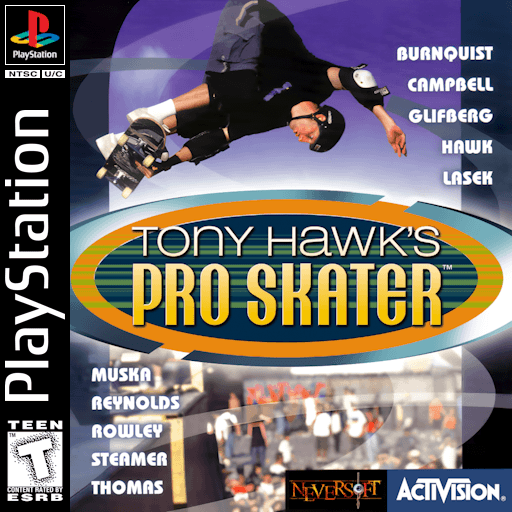 PlayStation
NTSC U/C
PlayStation
BURNQUIST
CAMPBELL
GLIFBERG
HAWK
LASEK
TONY HAWK'S
PRO SKATER™
MUSKA
REYNOLDS
ROWLEY
STEAMER
THOMAS
TEEN
T
CONTENT RATED BY
ESRB
NEVERSOFT
ACTIVISION®